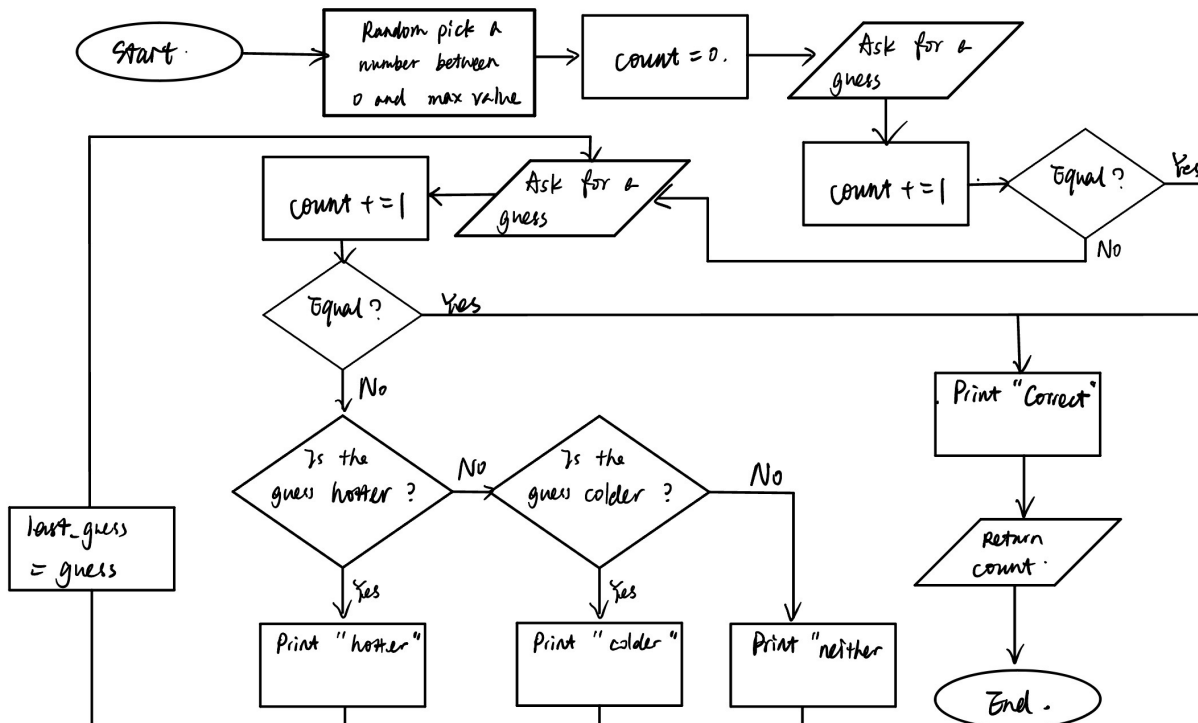 Start.
Random pick a
number between
0 and max value
count = 0.
Ask for a
guess
count += 1
Equal?
Yes
No
Ask for a
guess
count += 1
Equal?
Yes
No
Print "Correct"
Is the
guess hotter ?
No
Is the
guess colder ?
No
last_guess
= guess
Yes
Yes
Return
count.
Print "hotter"
Print "colder"
Print "neither
End.